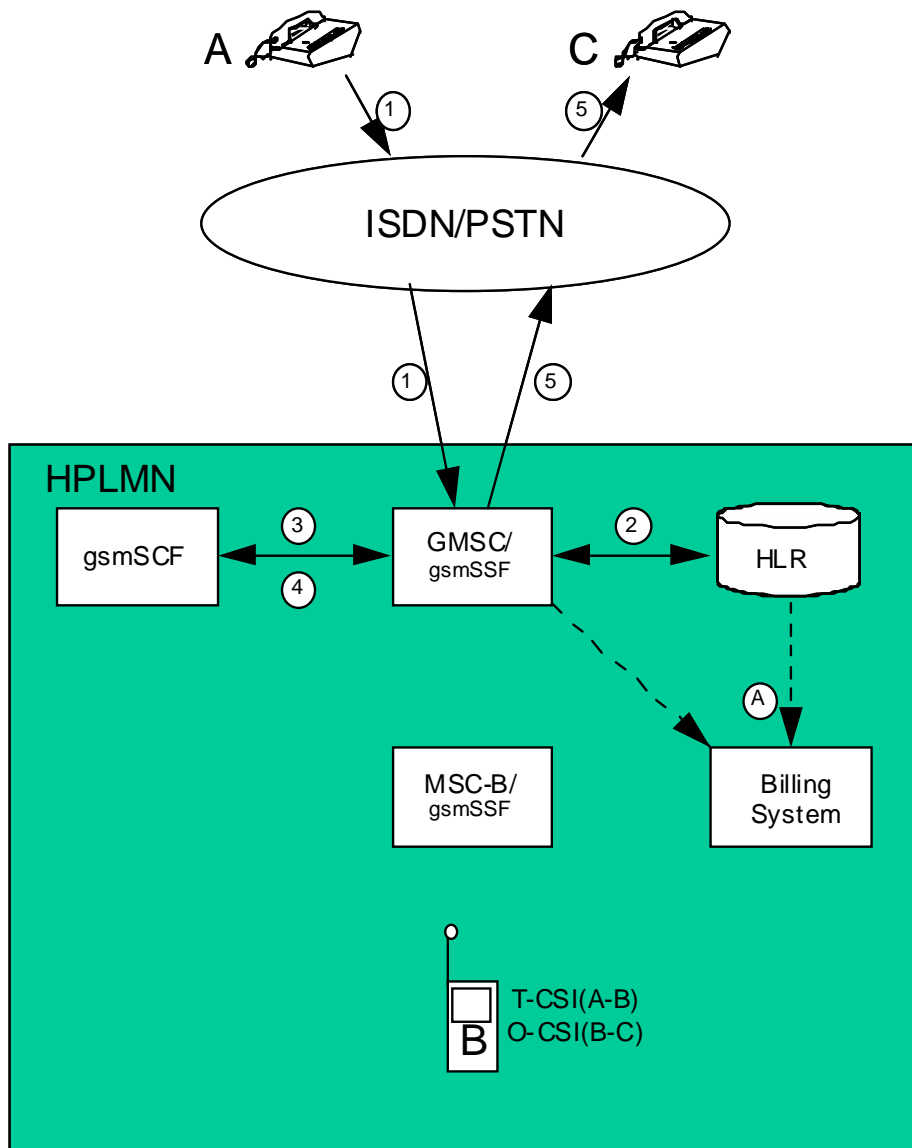 A
C
1
5
ISDN/PSTN
1
5
HPLMN
gsmSCF
3
4
GMSC/
gsmSSF
2
HLR
A
MSC-B/
gsmSSF
Billing
System
T-CSI(A-B)
O-CSI(B-C)
B